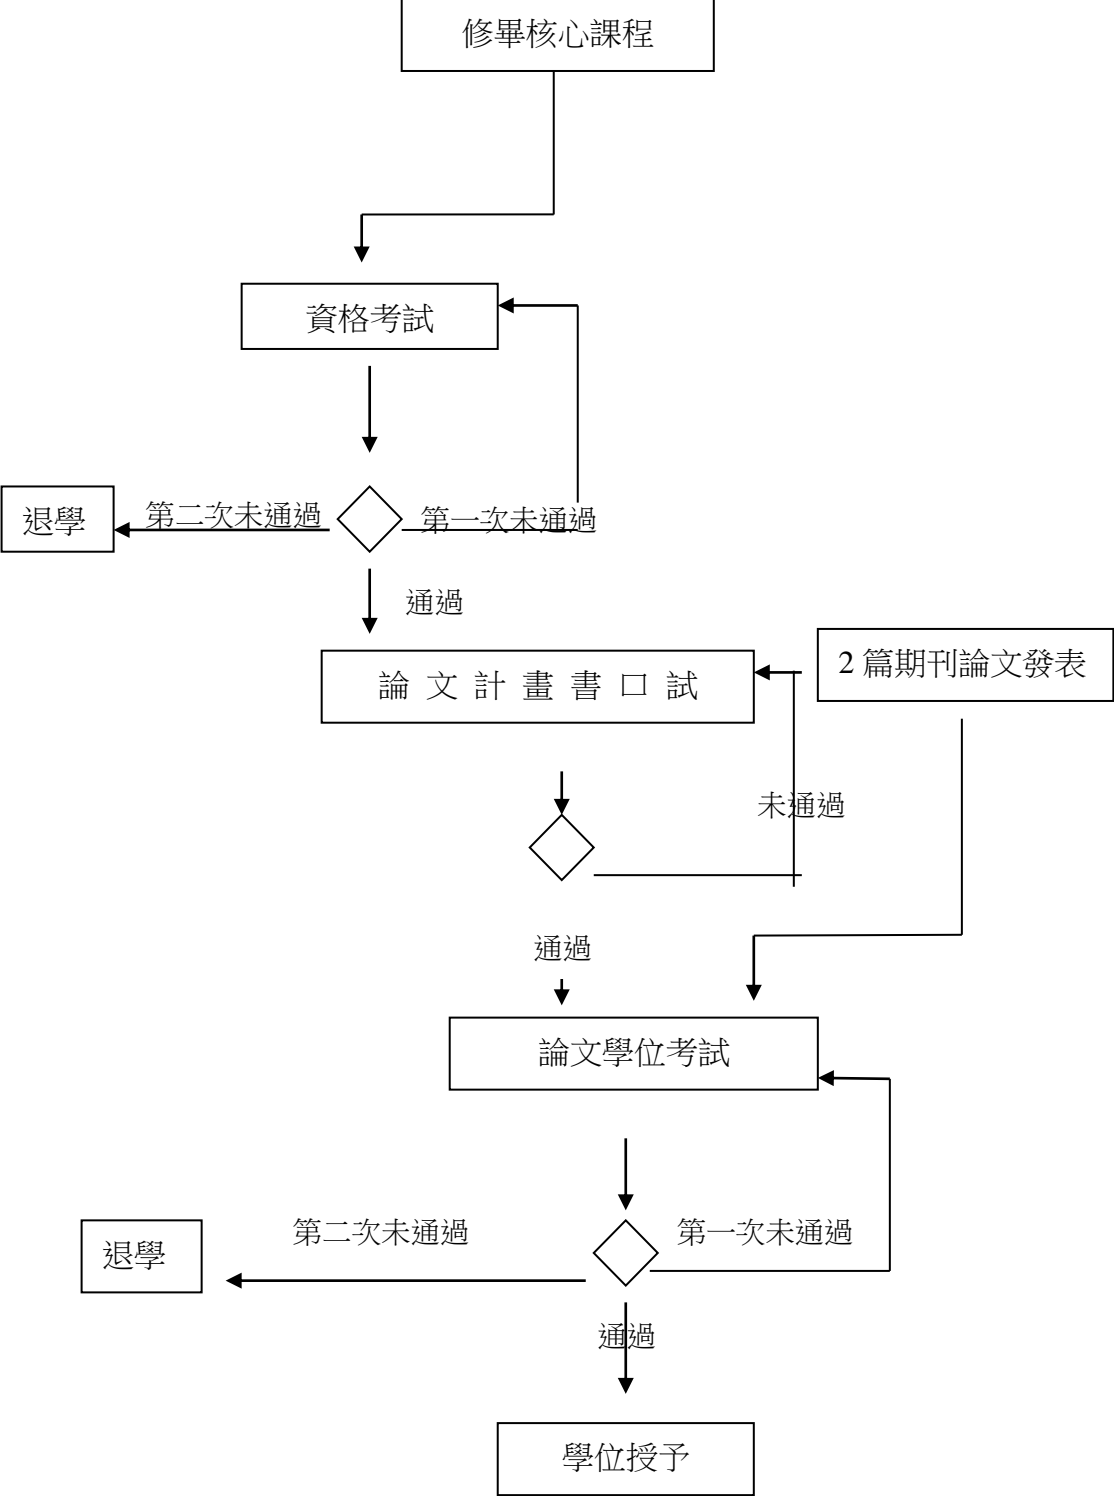 修畢核心課程
資格考試
退學
第二次未通過
第一次未通過
通過
2 篇期刊論文發表
論 文 計 畫 書 口 試
未通過
通過
論文學位考試
第二次未通過
第一次未通過
退學
通過
學位授予